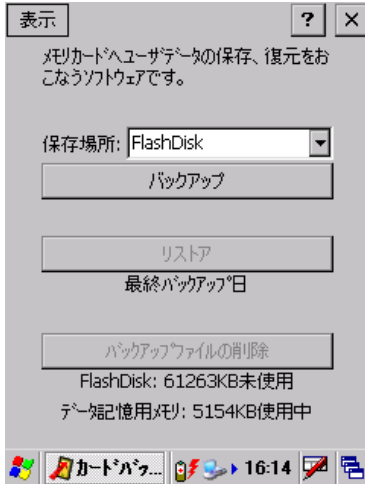 表示
? ×
メモリカードへユーザデータの保存、復元をお
こなうソフトウェアです。
保存場所: FlashDisk
バックアップ
リストア
最終バックアップ日
バックアップファイルの削除
FlashDisk: 61263KB未使用
データ記憶用メモリ: 5154KB使用中
カードバッ... 16:14